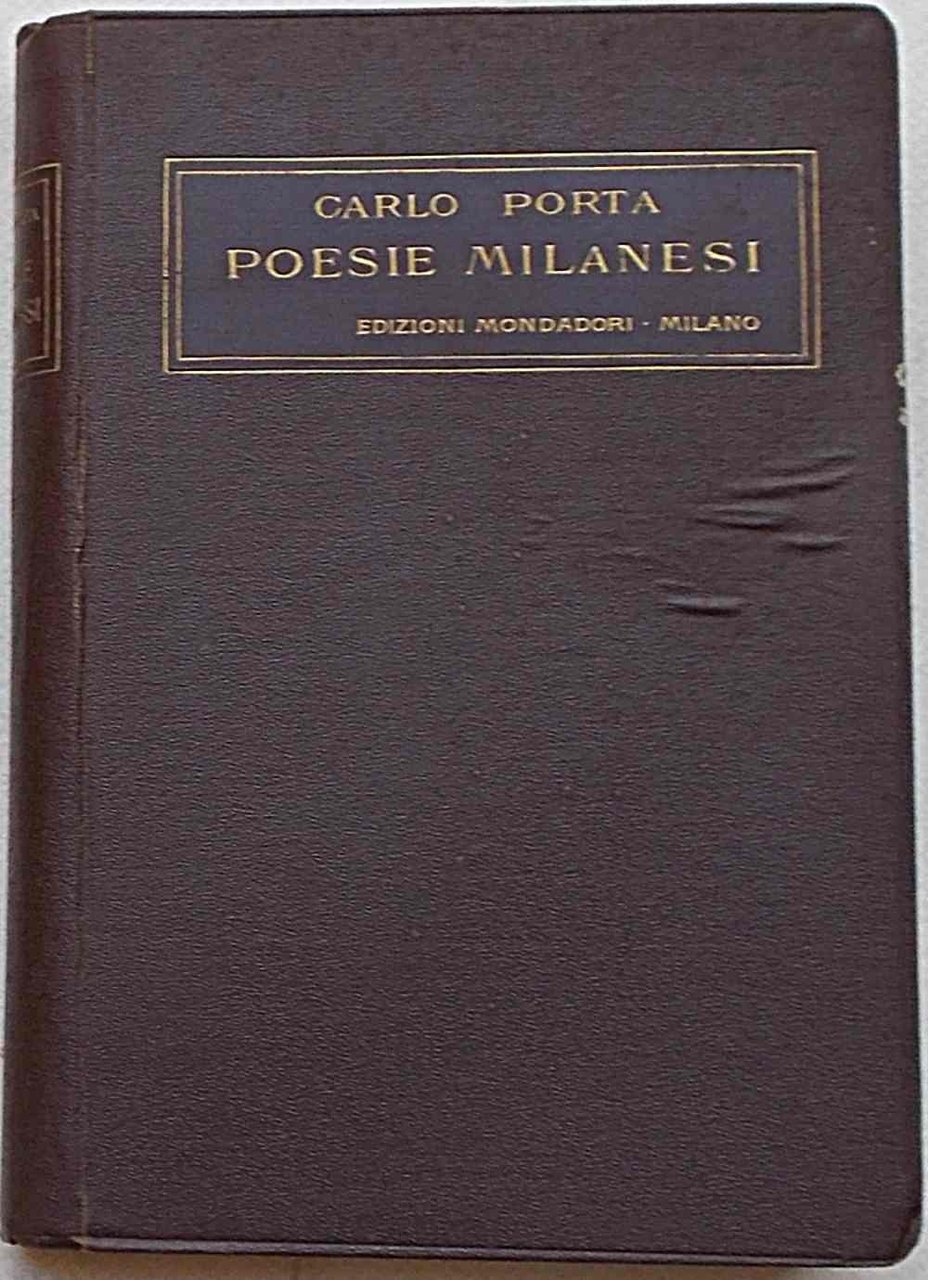 CARLO PORTA
POESIE MILANESI
EDIZIONI MONDADORI - MILANO